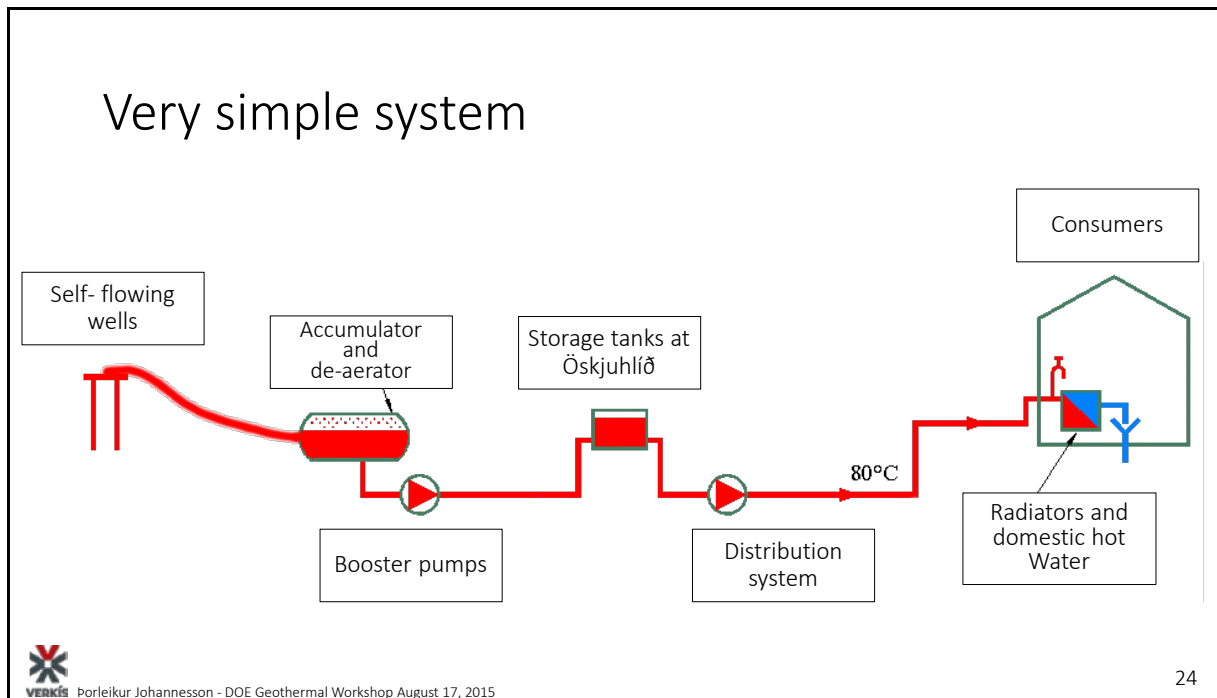 Very simple system
Consumers
Self- flowing
wells
Accumulator
and
de-aerator
Storage tanks at
Öskjuhlíð
80°C
Booster pumps
Distribution
system
Radiators and
domestic hot
Water
VERKÍS
Þorleikur Johannesson - DOE Geothermal Workshop August 17, 2015
24